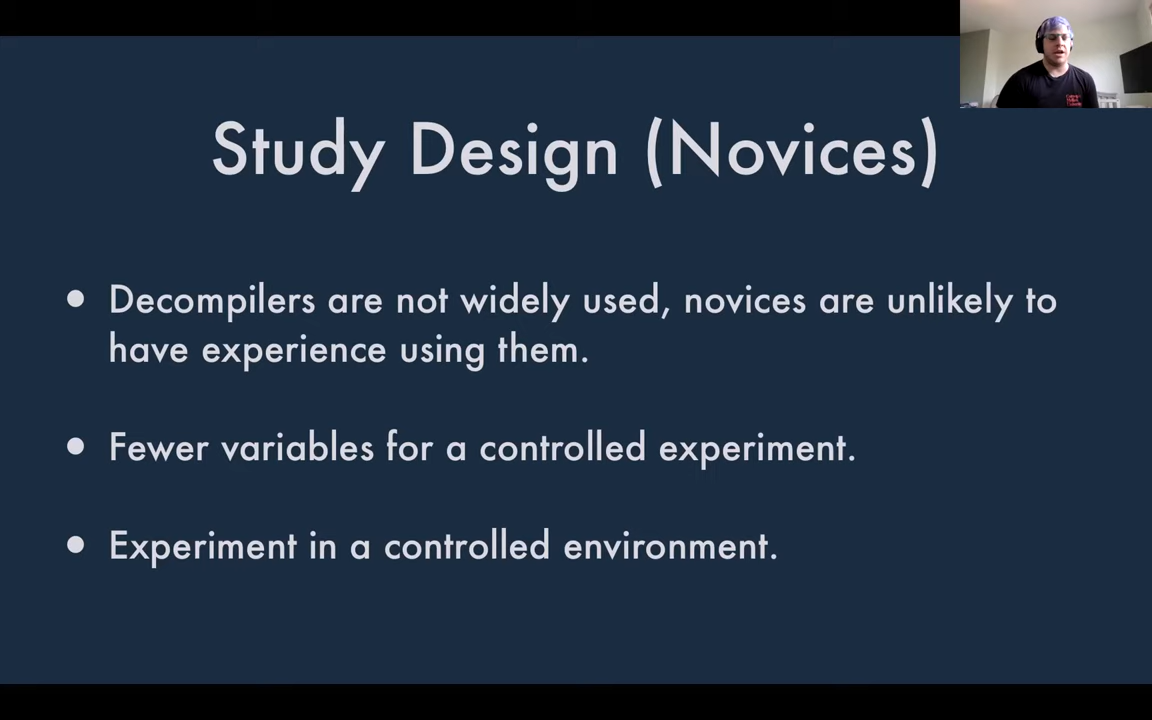 Study Design (Novices)
• Decompilers are not widely used, novices are unlikely to
have experience using them.
• Fewer variables for a controlled experiment.
• Experiment in a controlled environment.